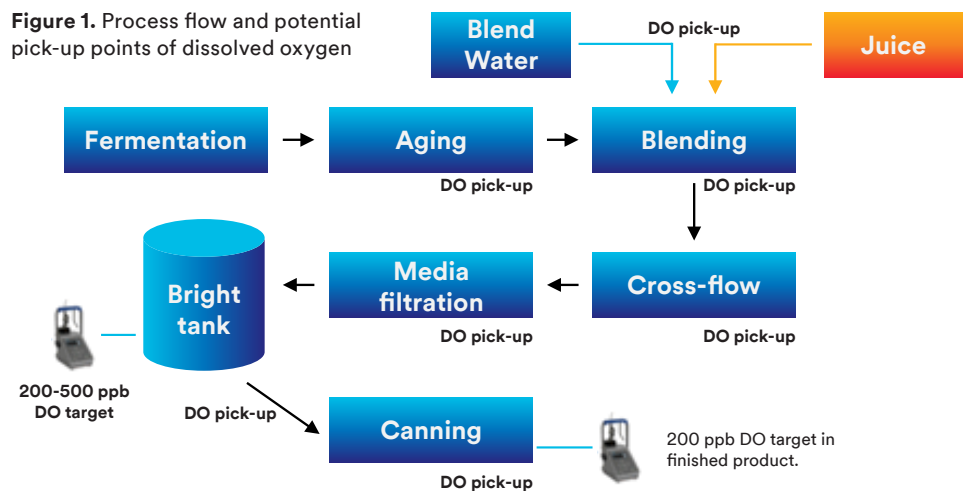 Figure 1. Process flow and potential
pick-up points of dissolved oxygen
Blend
Water
DO pick-up
Juice
Fermentation
Aging
Blending
DO pick-up
DO pick-up
Bright
tank
Media
filtration
Cross-flow
DO pick-up
DO pick-up
200-500 ppb
DO target
DO pick-up
Canning
200 ppb DO target in
finished product.
DO pick-up